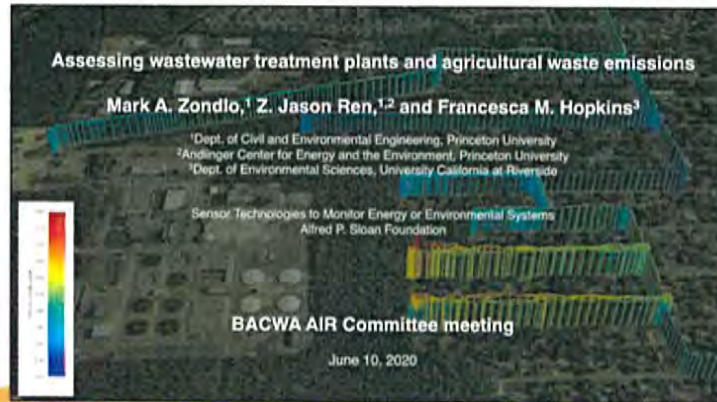 Assessing wastewater treatment plants and agricultural waste emissions
Mark A. Zondlo,¹ Z. Jason Ren,¹,² and Francesca M. Hopkins³
¹Dept. of Civil and Environmental Engineering, Princeton University
²Andlinger Center for Energy and the Environment, Princeton University
³Dept. of Environmental Sciences, University California at Riverside
Sensor Technologies to Monitor Energy or Environmental Systems
Alfred P. Sloan Foundation
BACWA AIR Committee meeting
June 10, 2020